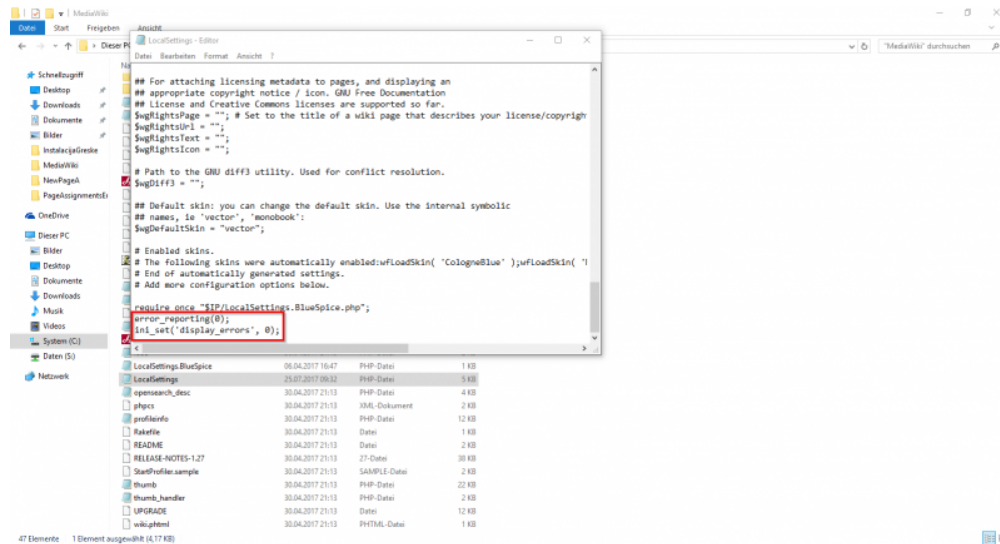 MediaWiki
Datei Start Freigeben Ansicht
Dieser PC
"MediaWiki" durchsuchen
Schnellzugriff
Desktop
Downloads
Dokumente
Bilder
InstalacijaGreske
MediaWiki
NewPageA
OneDrive
Dieser PC
Bilder
Desktop
Dokumente
Downloads
Musik
Videos
System (C:)
Daten (S:)
Netzwerk
LocalSettings - Editor
Datei Bearbeiten Format Ansicht ?
## For attaching licensing metadata to pages, and displaying an
## appropriate copyright notice / icon. GNU Free Documentation
## License and Creative Commons licenses are supported so far.
$wgRightsPage = ""; # Set to the title of a wiki page that describes your license/copyright
$wgRightsUrl = "";
$wgRightsText = "";
$wgRightsIcon = "";
# Path to the GNU diff3 utility. Used for conflict resolution.
$wgDiff3 = "";
## Default skin: you can change the default skin. Use the internal symbolic
## names, ie 'vector', 'monobook':
$wgDefaultSkin = "vector";
# Enabled skins.
# The following skins were automatically enabled:wfLoadSkin( 'CologneBlue' );wfLoadSkin(
# End of automatically generated settings.
# Add more configuration options below.
require_once "$IP/LocalSettings.BlueSpice.php";
error_reporting(0);
ini_set('display_errors', 0);
LocalSettings.BlueSpice 06.04.2017 16:47 PHP-Datei 1 KB
LocalSettings 25.07.2017 09:32 PHP-Datei 5 KB
opensearch_desc 30.04.2017 21:13 PHP-Datei 4 KB
phpcs 30.04.2017 21:13 XML-Dokument 2 KB
profileinfo 30.04.2017 21:13 PHP-Datei 12 KB
Rakefile 30.04.2017 21:13 Datei 1 KB
README 30.04.2017 21:13 Datei 2 KB
RELEASE-NOTES-1.27 30.04.2017 21:13 27-Datei 38 KB
StartProfiler.sample 30.04.2017 21:13 SAMPLE-Datei 2 KB
thumb 30.04.2017 21:13 PHP-Datei 22 KB
thumb_handler 30.04.2017 21:13 PHP-Datei 2 KB
UPGRADE 30.04.2017 21:13 Datei 12 KB
wiki.phtml 30.04.2017 21:13 PHTML-Datei 1 KB
47 Elemente 1 Element ausgewählt (4,17 KB)